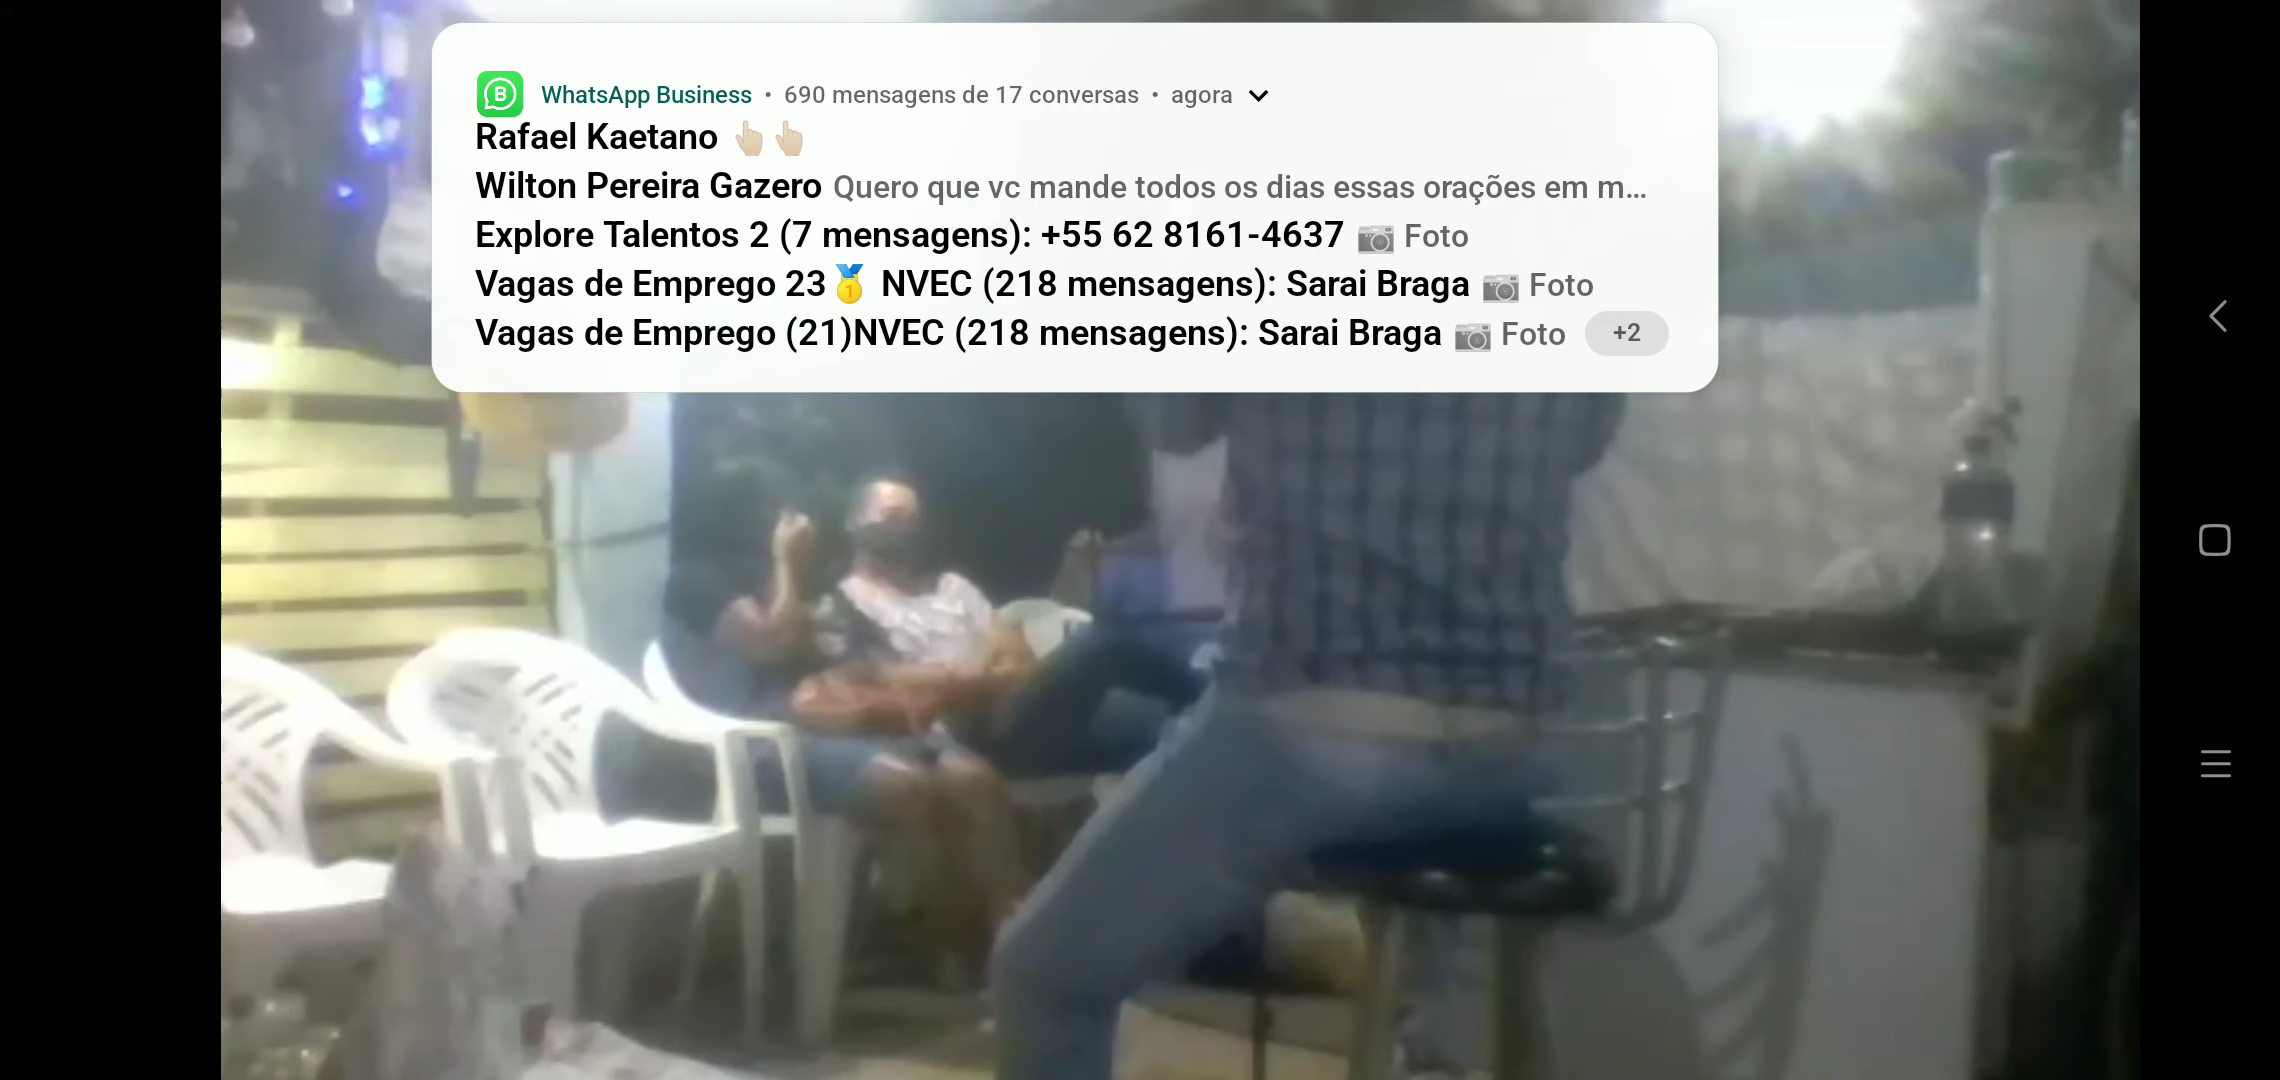 WhatsApp Business • 690 mensagens de 17 conversas • agora
Rafael Kaetano 👆🏼👆🏼
Wilton Pereira Gazero Quero que vc mande todos os dias essas orações em m...
Explore Talentos 2 (7 mensagens): +55 62 8161-4637 📷 Foto
Vagas de Emprego 23🥇 NVEC (218 mensagens): Sarai Braga 📷 Foto
Vagas de Emprego (21)NVEC (218 mensagens): Sarai Braga 📷 Foto +2